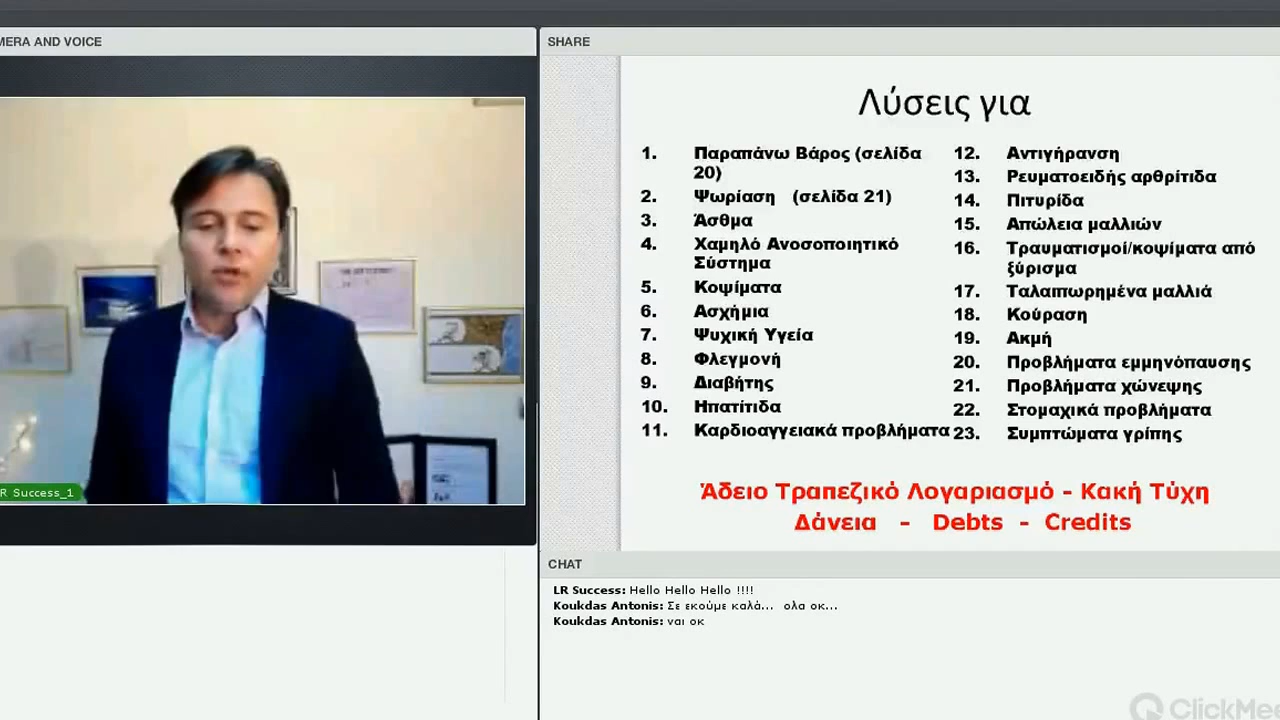 MERA AND VOICE
SHARE
Λύσεις για
1. Παραπάνω Βάρος (σελίδα
20)
2. Ψωρίαση (σελίδα 21)
3. Άσθμα
4. Χαμηλό Ανοσοποιητικό
Σύστημα
5. Κοψίματα
6. Ασχήμια
7. Ψυχική Υγεία
8. Φλεγμονή
9. Διαβήτης
10. Ηπατίτιδα
11. Καρδιοαγγειακά προβλήματα
12. Αντιγήρανση
13. Ρευματοειδής αρθρίτιδα
14. Πιτυρίδα
15. Απώλεια μαλλιών
16. Τραυματισμοί/κοψίματα από
ξύρισμα
17. Ταλαιπωρημένα μαλλιά
18. Κούραση
19. Ακμή
20. Προβλήματα εμμηνόπαυσης
21. Προβλήματα χώνεψης
22. Στομαχικά προβλήματα
23. Συμπτώματα γρίπης
Άδειο Τραπεζικό Λογαριασμό - Κακή Τύχη
Δάνεια - Debts - Credits
R Success_1
CHAT
LR Success: Hello Hello Hello !!!!
Koukdas Antonis: Σε εκούμε καλά... ολα οκ...
Koukdas Antonis: ναι οκ
ClickMee